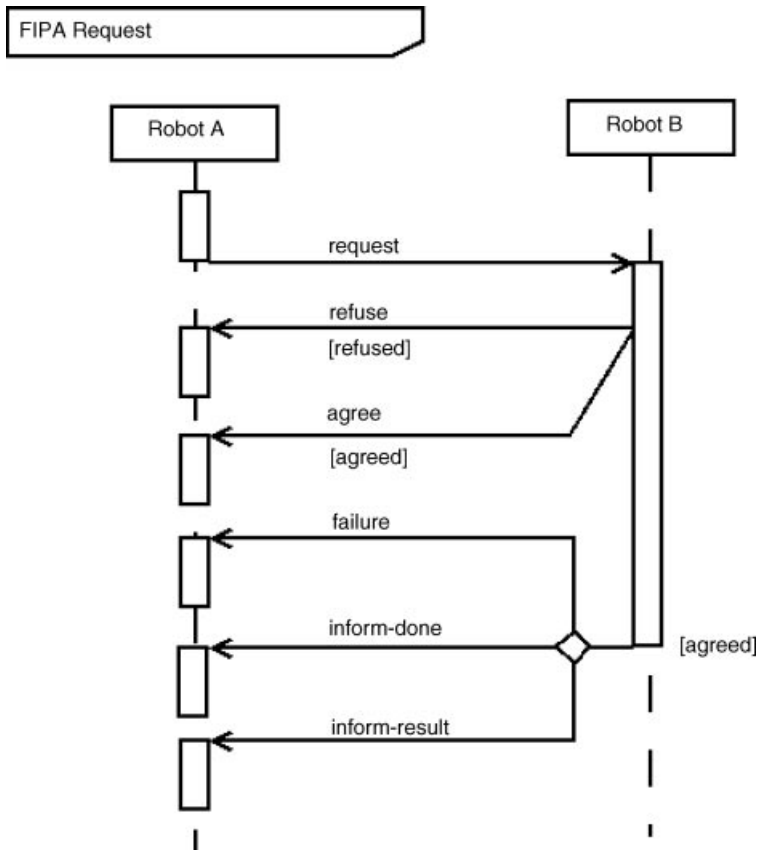 FIPA Request
Robot A
Robot B
request
refuse
[refused]
agree
[agreed]
failure
inform-done
[agreed]
inform-result